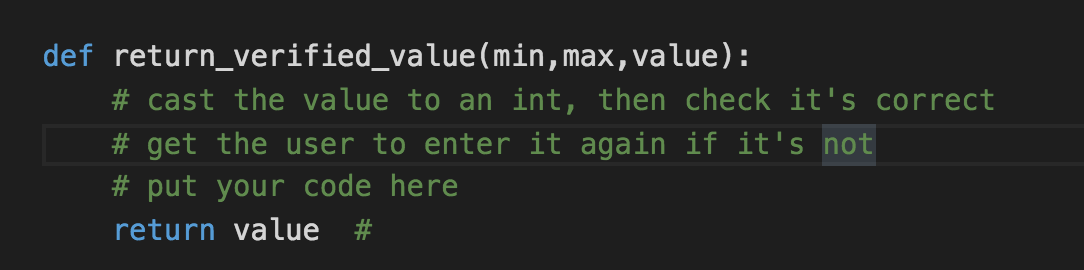 def return_verified_value(min,max,value):
    # cast the value to an int, then check it's correct
    # get the user to enter it again if it's not
    # put your code here
    return value  #